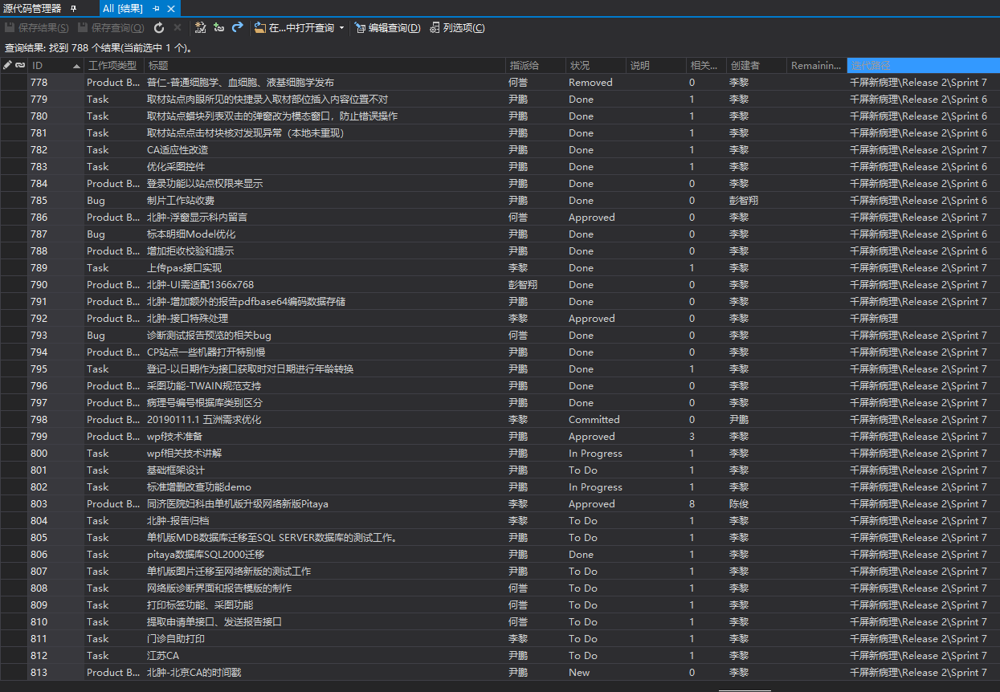 源代码管理器 All [结果]
保存结果(S) 保存查询(Q) 在...中打开查询 编辑查询(D) 列选项(C)
查询结果: 找到 788 个结果(当前选中 1 个)。
ID 工作项类型 标题 指派给 状况 说明 相关... 创建者 Remainin... 迭代路径
778 Product B... 普仁-普通细胞学、血细胞、液基细胞学发布 何誉 Removed 0 李黎 千屏新病理\Release 2\Sprint 7
779 Task 取材站点肉眼所见的快捷录入取材部位插入内容位置不对 尹鹏 Done 1 李黎 千屏新病理\Release 2\Sprint 6
780 Task 取材站点蜡块列表双击的弹窗改为模态窗口，防止错误操作 尹鹏 Done 1 李黎 千屏新病理\Release 2\Sprint 6
781 Task 取材站点点击材块核对发现异常（本地未重现） 尹鹏 Done 1 李黎 千屏新病理\Release 2\Sprint 6
782 Task CA适应性改造 尹鹏 Done 1 李黎 千屏新病理\Release 2\Sprint 7
783 Task 优化采图控件 尹鹏 Done 1 李黎 千屏新病理\Release 2\Sprint 6
784 Product B... 登录功能以站点权限来显示 尹鹏 Done 0 李黎 千屏新病理\Release 2\Sprint 6
785 Bug 制片工作站收费 尹鹏 Done 0 彭智翔 千屏新病理\Release 2\Sprint 6
786 Product B... 北肿-浮窗显示科内留言 何誉 Approved 0 李黎 千屏新病理\Release 2\Sprint 7
787 Bug 标本明细Model优化 尹鹏 Done 0 李黎 千屏新病理\Release 2\Sprint 6
788 Product B... 增加拒收校验和提示 尹鹏 Done 0 李黎 千屏新病理\Release 2\Sprint 6
789 Task 上传pas接口实现 李黎 Done 1 李黎 千屏新病理\Release 2\Sprint 7
790 Product B... 北肿-UI需适配1366x768 彭智翔 Done 0 李黎 千屏新病理\Release 2\Sprint 7
791 Product B... 北肿-增加额外的报告pdfbase64编码数据存储 尹鹏 Done 0 李黎 千屏新病理\Release 2\Sprint 7
792 Product B... 北肿-接口特殊处理 李黎 Approved 0 李黎 千屏新病理
793 Bug 诊断测试报告预览的相关bug 何誉 Done 0 李黎 千屏新病理\Release 2\Sprint 7
794 Product B... CP站点一些机器打开特别慢 尹鹏 Done 0 李黎 千屏新病理\Release 2\Sprint 7
795 Task 登记-以日期作为接口获取时对日期进行年龄转换 尹鹏 Done 1 李黎 千屏新病理\Release 2\Sprint 7
796 Product B... 采图功能-TWAIN规范支持 尹鹏 Done 0 李黎 千屏新病理\Release 2\Sprint 7
797 Product B... 病理号编号根据库类别区分 尹鹏 Done 0 李黎 千屏新病理\Release 2\Sprint 7
798 Product B... 20190111.1 五洲需求优化 李黎 Committed 0 尹鹏 千屏新病理\Release 2\Sprint 7
799 Product B... wpf技术准备 尹鹏 Approved 3 李黎 千屏新病理\Release 2\Sprint 7
800 Task wpf相关技术讲解 尹鹏 In Progress 1 李黎 千屏新病理\Release 2\Sprint 7
801 Task 基础框架设计 尹鹏 To Do 1 李黎 千屏新病理\Release 2\Sprint 7
802 Task 标准增删改查功能demo 尹鹏 In Progress 1 李黎 千屏新病理\Release 2\Sprint 7
803 Product B... 同济医院妇科由单机版升级网络新版Pitaya 李黎 Approved 8 陈俊 千屏新病理\Release 2\Sprint 7
804 Task 北肿-报告归档 李黎 To Do 1 李黎 千屏新病理\Release 2\Sprint 7
805 Task 单机版MDB数据库迁移至SQL SERVER数据库的测试工作。 尹鹏 To Do 1 李黎 千屏新病理\Release 2\Sprint 7
806 Task pitaya数据库SQL2000迁移 尹鹏 Done 1 李黎 千屏新病理\Release 2\Sprint 7
807 Task 单机版图片迁移至网络新版的测试工作 尹鹏 To Do 1 李黎 千屏新病理\Release 2\Sprint 7
808 Task 网络版诊断界面和报告模版的制作 何誉 To Do 1 李黎 千屏新病理\Release 2\Sprint 7
809 Task 打印标签功能、采图功能 何誉 To Do 1 李黎 千屏新病理\Release 2\Sprint 7
810 Task 提取申请单接口、发送报告接口 何誉 To Do 1 李黎 千屏新病理\Release 2\Sprint 7
811 Task 门诊自助打印 李黎 To Do 1 李黎 千屏新病理\Release 2\Sprint 7
812 Task 江苏CA 尹鹏 To Do 1 李黎 千屏新病理\Release 2\Sprint 7
813 Product B... 北肿-北京CA的时间戳 尹鹏 New 0 李黎 千屏新病理\Release 2\Sprint 7